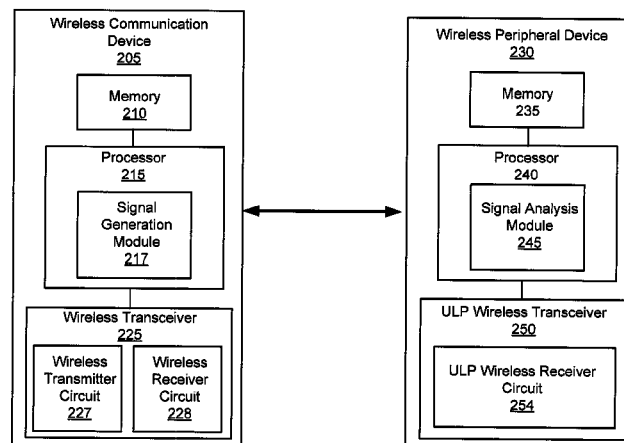 Wireless Communication
Device
205
Memory
210
Processor
215
Signal
Generation
Module
217
Wireless Transceiver
225
Wireless
Transmitter
Circuit
227
Wireless
Receiver
Circuit
228
Wireless Peripheral Device
230
Memory
235
Processor
240
Signal Analysis
Module
245
ULP Wireless Transceiver
250
ULP Wireless Receiver
Circuit
254